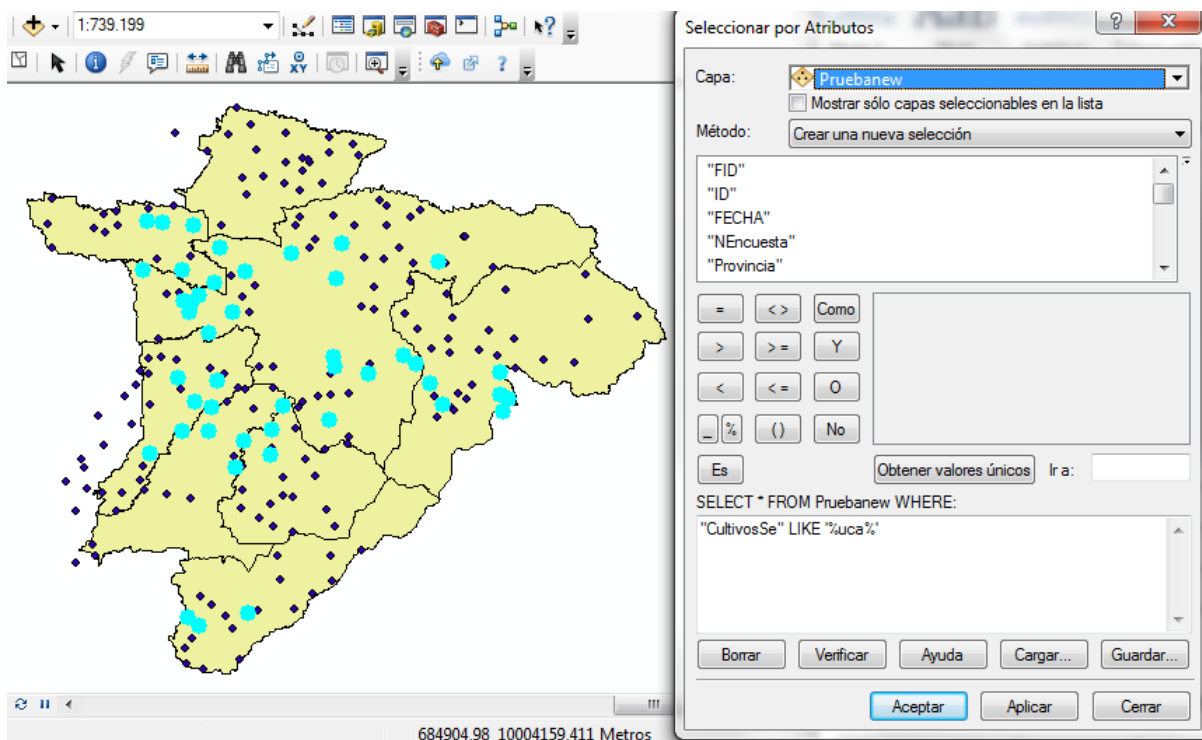 1:739.199
Seleccionar por Atributos
Capa:
Pruebanew
Mostrar sólo capas seleccionables en la lista
Método:
Crear una nueva selección
"FID"
"ID"
"FECHA"
"NEncuesta"
"Provincia"
= < > Como
> > = Y
< < = O
_ % ( ) No
Es
Obtener valores únicos
Ir a:
SELECT * FROM Pruebanew WHERE:
"CultivosSe" LIKE '%uca%'
Borrar Verificar Ayuda Cargar... Guardar...
Aceptar Aplicar Cerrar
684904,98 10004159,411 Metros